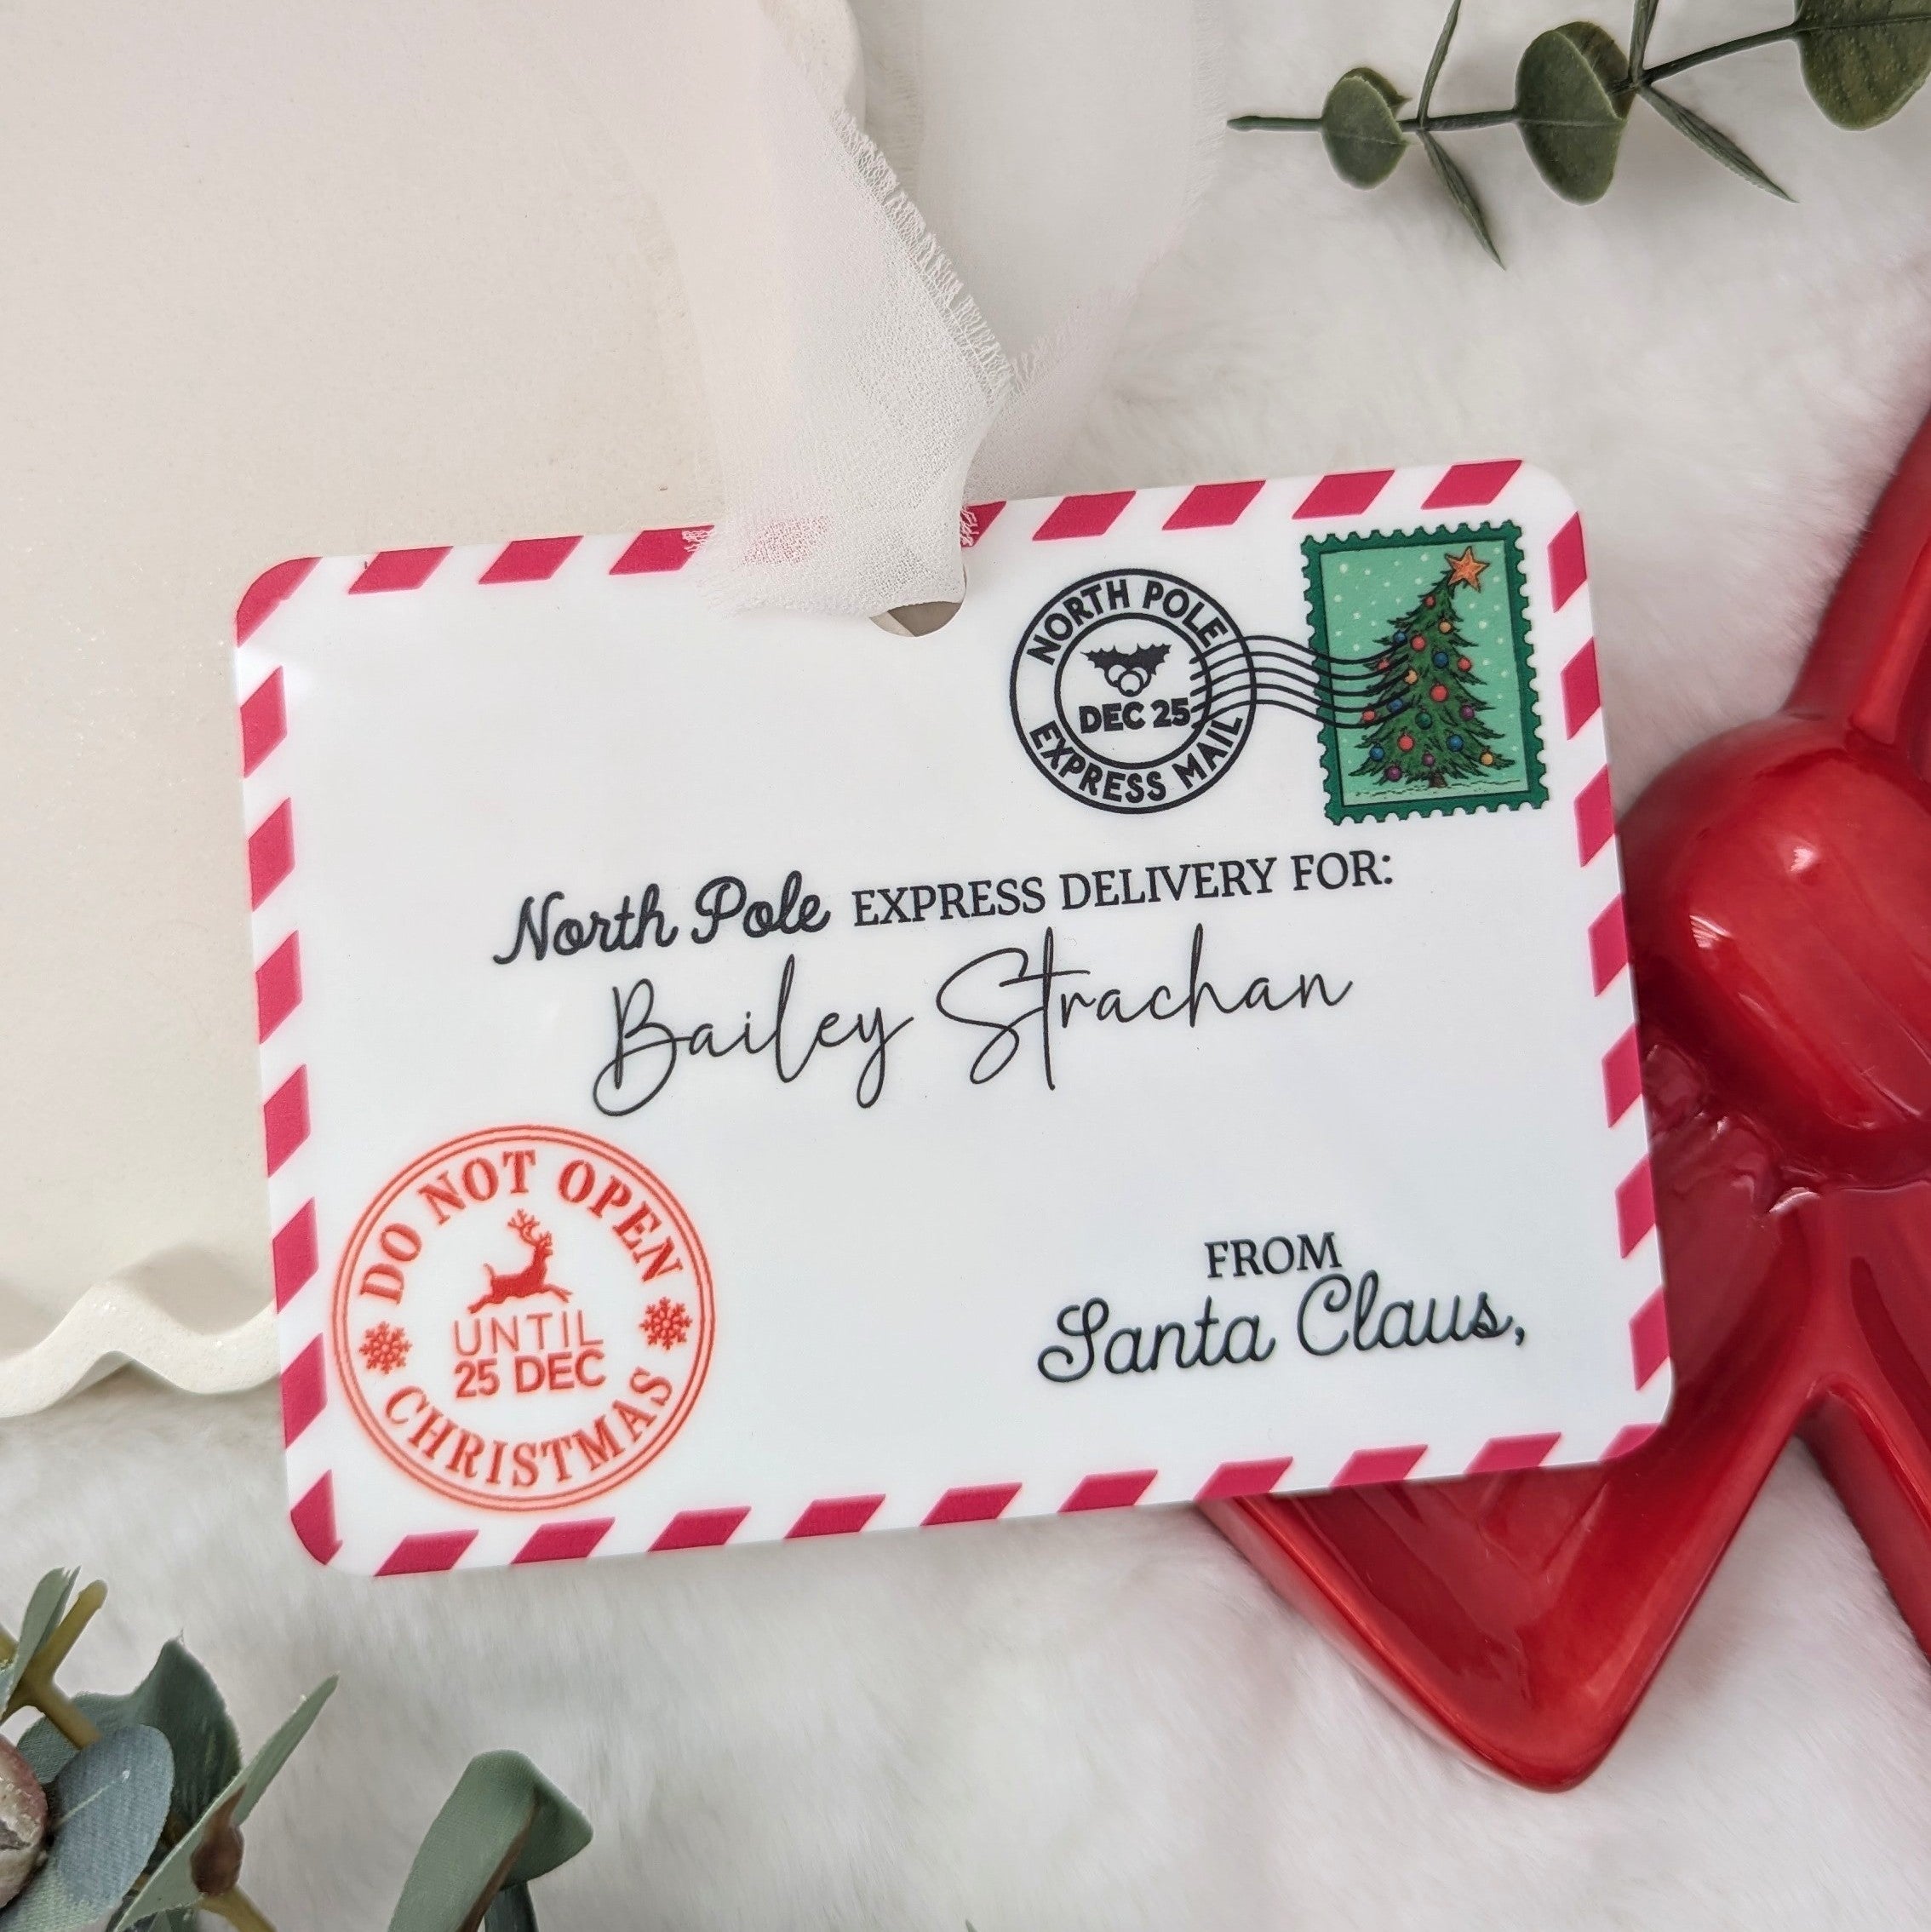 NORTH POLE
DEC 25
EXPRESS MAIL
North Pole EXPRESS DELIVERY FOR:
Bailey Strachan
DO NOT OPEN
UNTIL
25 DEC
CHRISTMAS
FROM
Santa Claus,